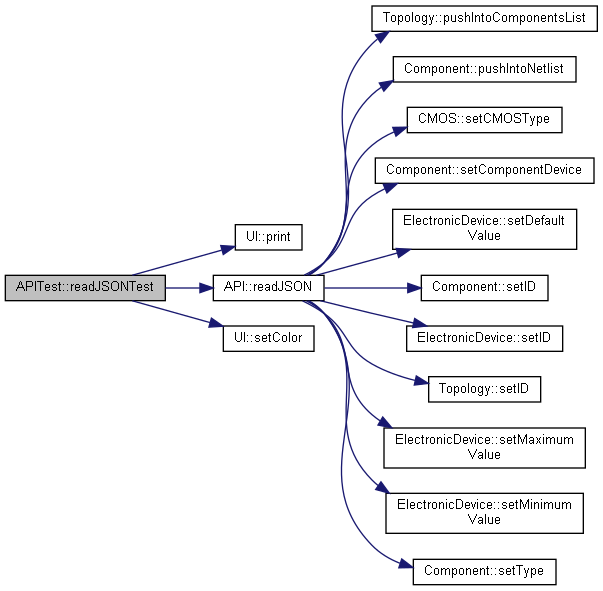 Topology::pushIntoComponentsList
Component::pushIntoNetlist
CMOS::setCMOSType
Component::setComponentDevice
ElectronicDevice::setDefault
Value
UI::print
APITest::readJSONTest
API::readJSON
Component::setID
UI::setColor
ElectronicDevice::setID
Topology::setID
ElectronicDevice::setMaximum
Value
ElectronicDevice::setMinimum
Value
Component::setType